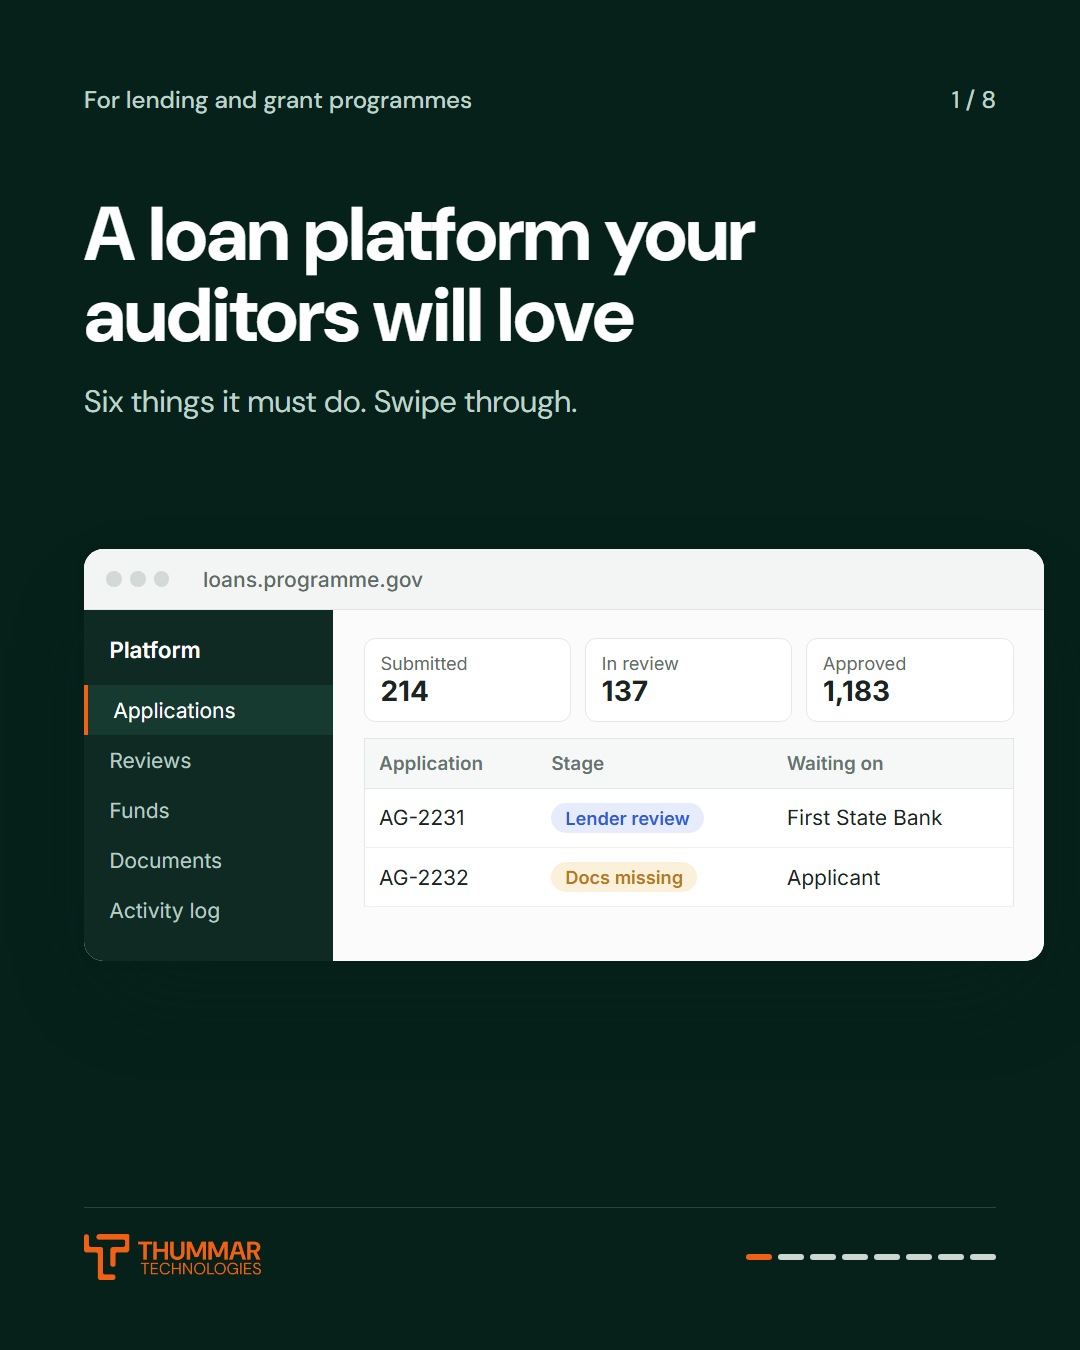 For lending and grant programmes
1 / 8
A loan platform your
auditors will love
Six things it must do. Swipe through.
loans.programme.gov
Platform
Applications
Reviews
Funds
Documents
Activity log
Submitted
214
In review
137
Approved
1,183
Application Stage Waiting on
AG-2231 Lender review First State Bank
AG-2232 Docs missing Applicant
THUMMAR
TECHNOLOGIES